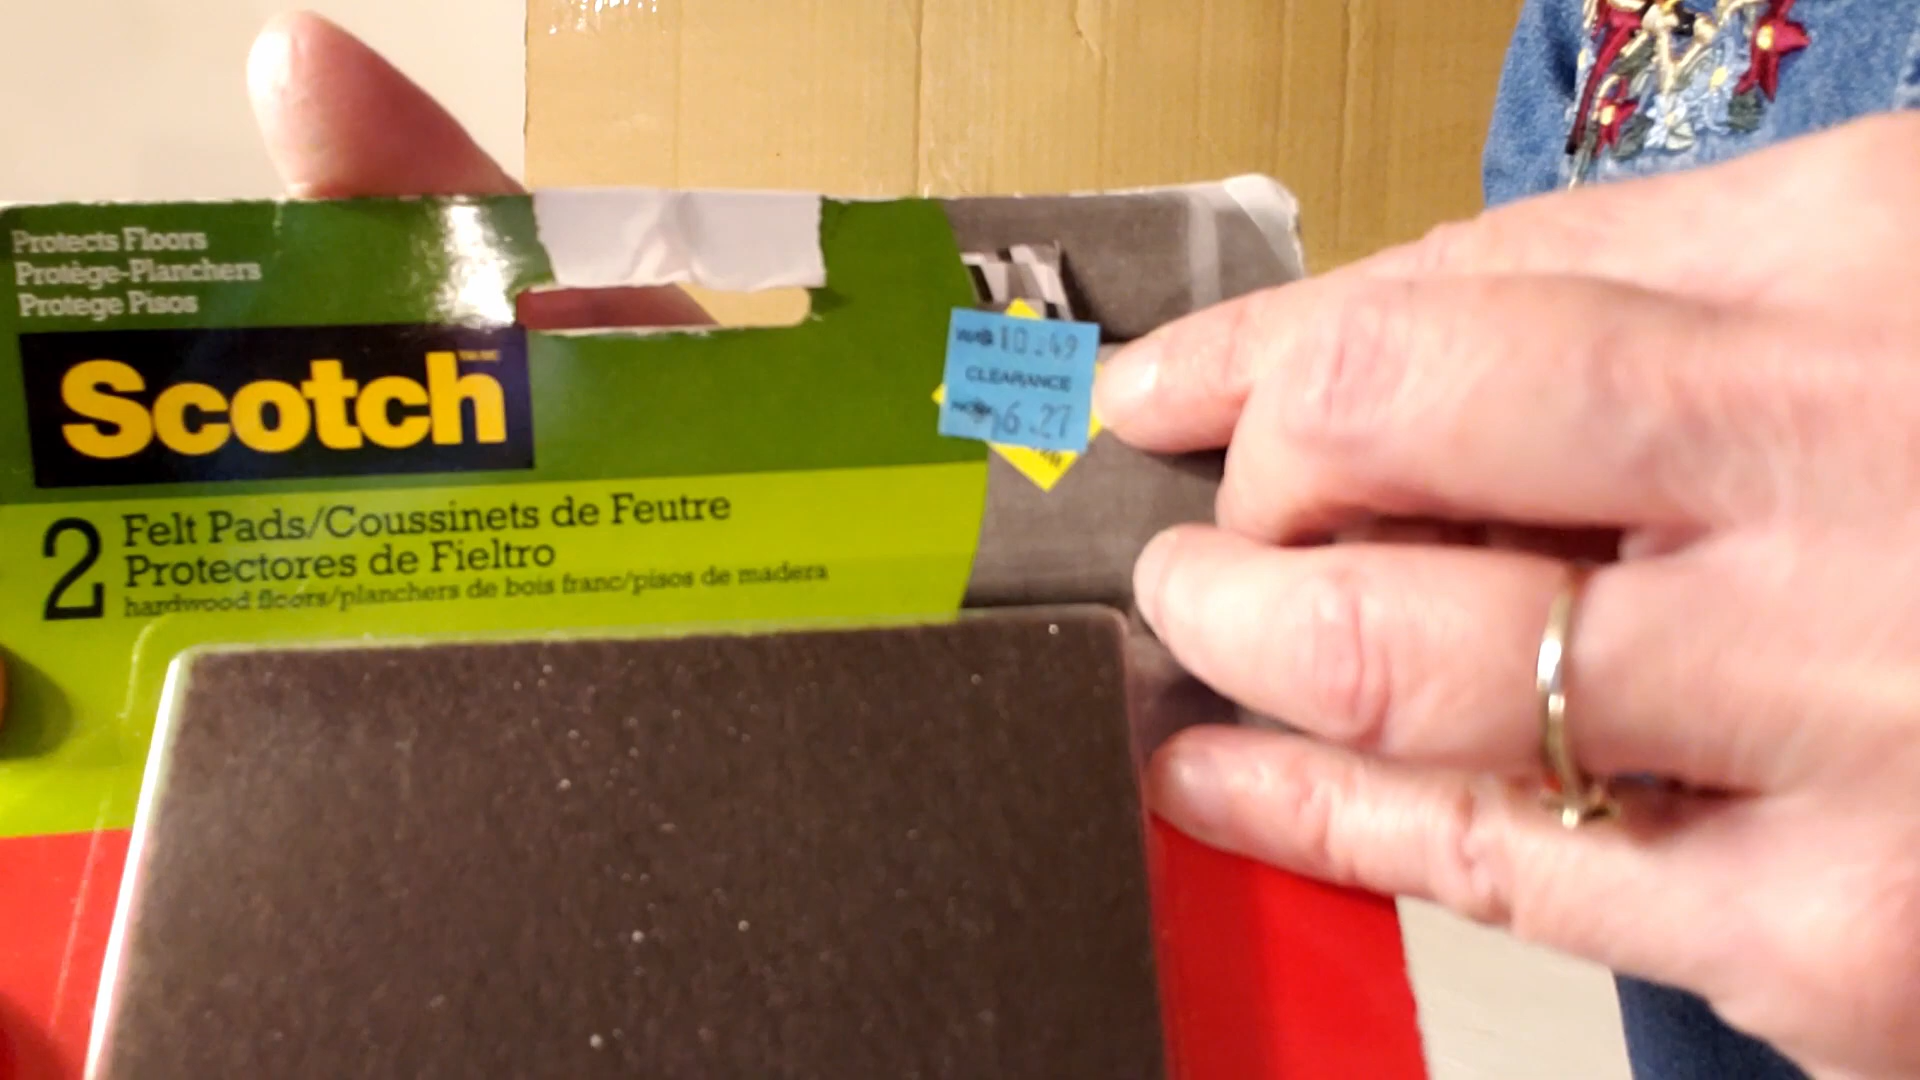 Protects Floors
Protège-Planchers
Protege Pisos
Scotch
2
Felt Pads/Coussinets de Feutre
Protectores de Fieltro
hardwood floors/planchers de bois franc/pisos de madera
10.49
CLEARANCE
6.27